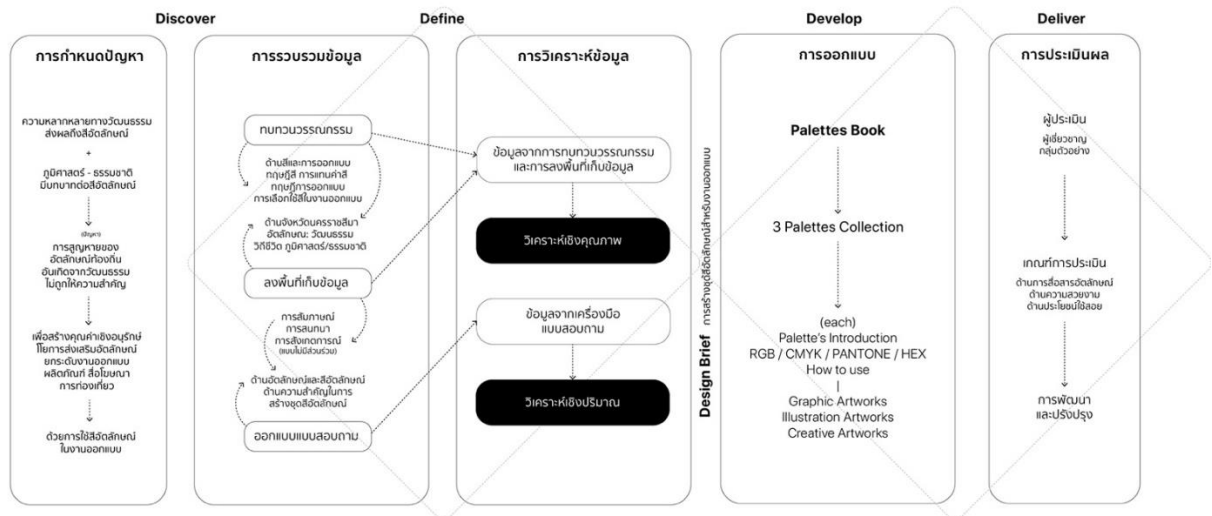 Discover
Define
Develop
Deliver
การกำหนดปัญหา
ความหลากหลายทางวัฒนธรรม
ส่งผลถึงสีอัตลักษณ์
+
ภูมิศาสตร์ - ธรรมชาติ
มีบทบาทต่อสีอัตลักษณ์
(ปัญหา)
การสูญหายของ
อัตลักษณ์ท้องถิ่น
อันเกิดจากวัฒนธรรม
ไม่ถูกให้ความสำคัญ
เพื่อสร้างคุณค่าเชิงอนุรักษ์
โโยการส่งเสริมอัตลักษณ์
ยกระดับงานออกแบบ
ผลิตภัณฑ์ สื่อโฆษณา
การท่องเที่ยว
ด้วยการใช้สีอัตลักษณ์
ในงานออกแบบ
การรวบรวมข้อมูล
ทบทวนวรรณกรรม
ด้านสีและการออกแบบ
ทฤษฎีสี การแทนค่าสี
ทฤษฎีการออกแบบ
การเลือกใช้สีในงานออกแบบ
ด้านจังหวัดนครราชสีมา
อัตลักษณ: วัฒนธรรม
วิถีชีวิต ภูมิศาสตร์/ธรรมชาติ
ลงพื้นที่เก็บข้อมูล
การสัมภาษณ์
การสนทนา
การสังเกตการณ์
(แบบไม่มีส่วนร่วม)
ด้านอัตลักษณ์และสีอัตลักษณ์
ด้านความสำคัญในการ
สร้างชุดสีอัตลักษณ์
ออกแบบแบบสอบถาม
การวิเคราะห์ข้อมูล
ข้อมูลจากการทบทวนวรรณกรรม
และการลงพื้นที่เก็บข้อมูล
วิเคราะห์เชิงคุณภาพ
ข้อมูลจากเครื่องมือ
แบบสอบถาม
วิเคราะห์เชิงปริมาณ
Design Brief การสร้างชุดสีอัตลักษณ์สำหรับงานออกแบบ
การออกแบบ
Palettes Book
3 Palettes Collection
(each)
Palette's Introduction
RGB / CMYK / PANTONE / HEX
How to use
|
Graphic Artworks
Illustration Artworks
Creative Artworks
การประเมินผล
ผู้ประเมิน
ผู้เชี่ยวชาญ
กลุ่มตัวอย่าง
เกณฑ์การประเมิน
ด้านการสื่อสารอัตลักษณ์
ด้านความสวยงาม
ด้านประโยชน์ใช้สอย
การพัฒนา
และปรับปรุง